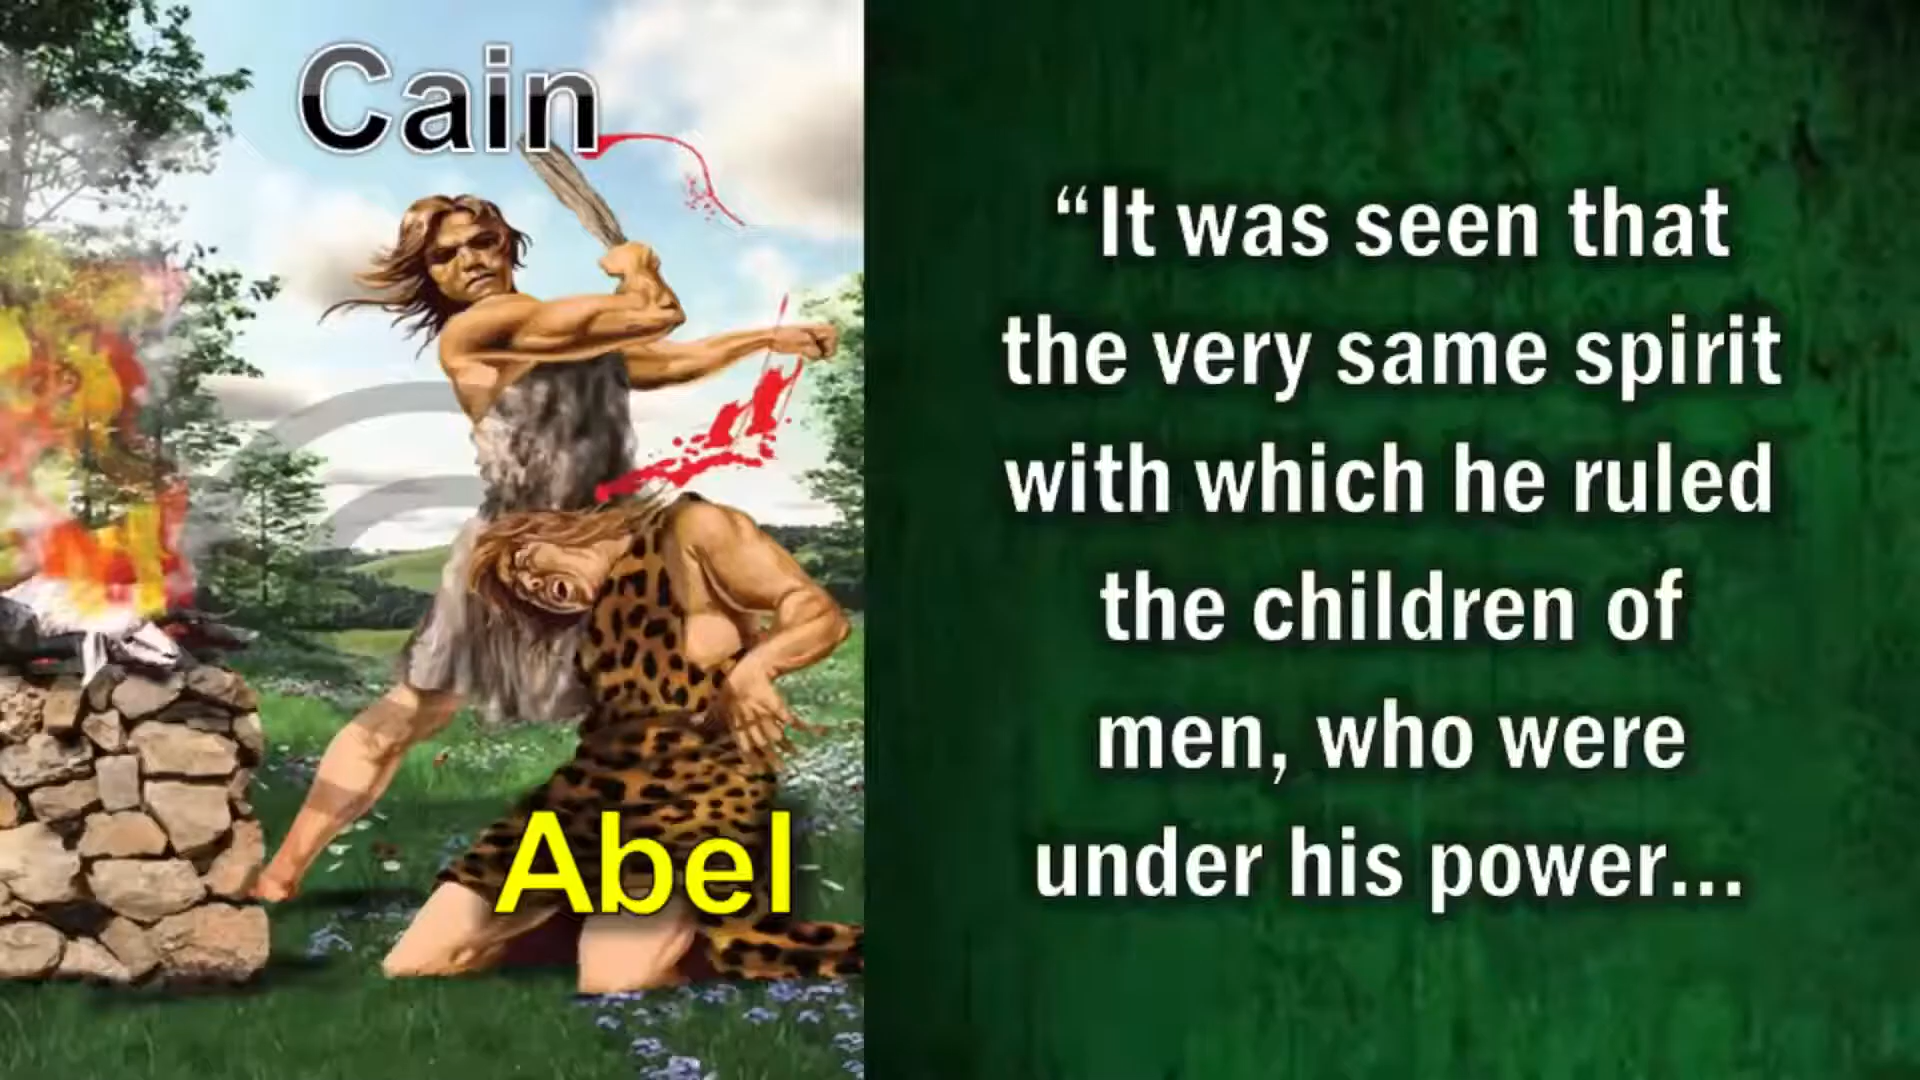 Cain
Abel
“It was seen that
the very same spirit
with which he ruled
the children of
men, who were
under his power...